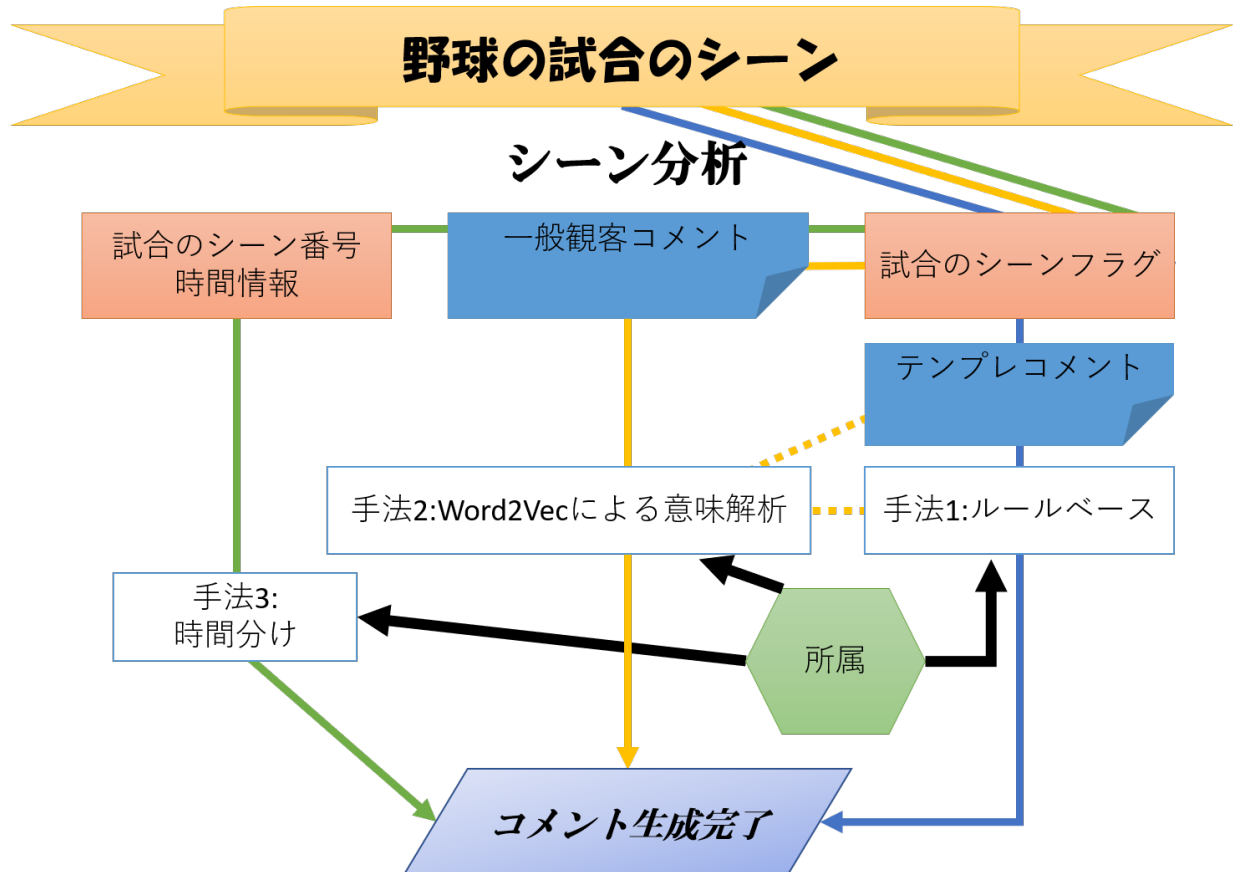 野球の試合のシーン
シーン分析
試合のシーン番号
時間情報
一般観客コメント
試合のシーンフラグ
テンプレコメント
手法2:Word2Vecによる意味解析
手法1:ルールベース
手法3:
時間分け
所属
コメント生成完了